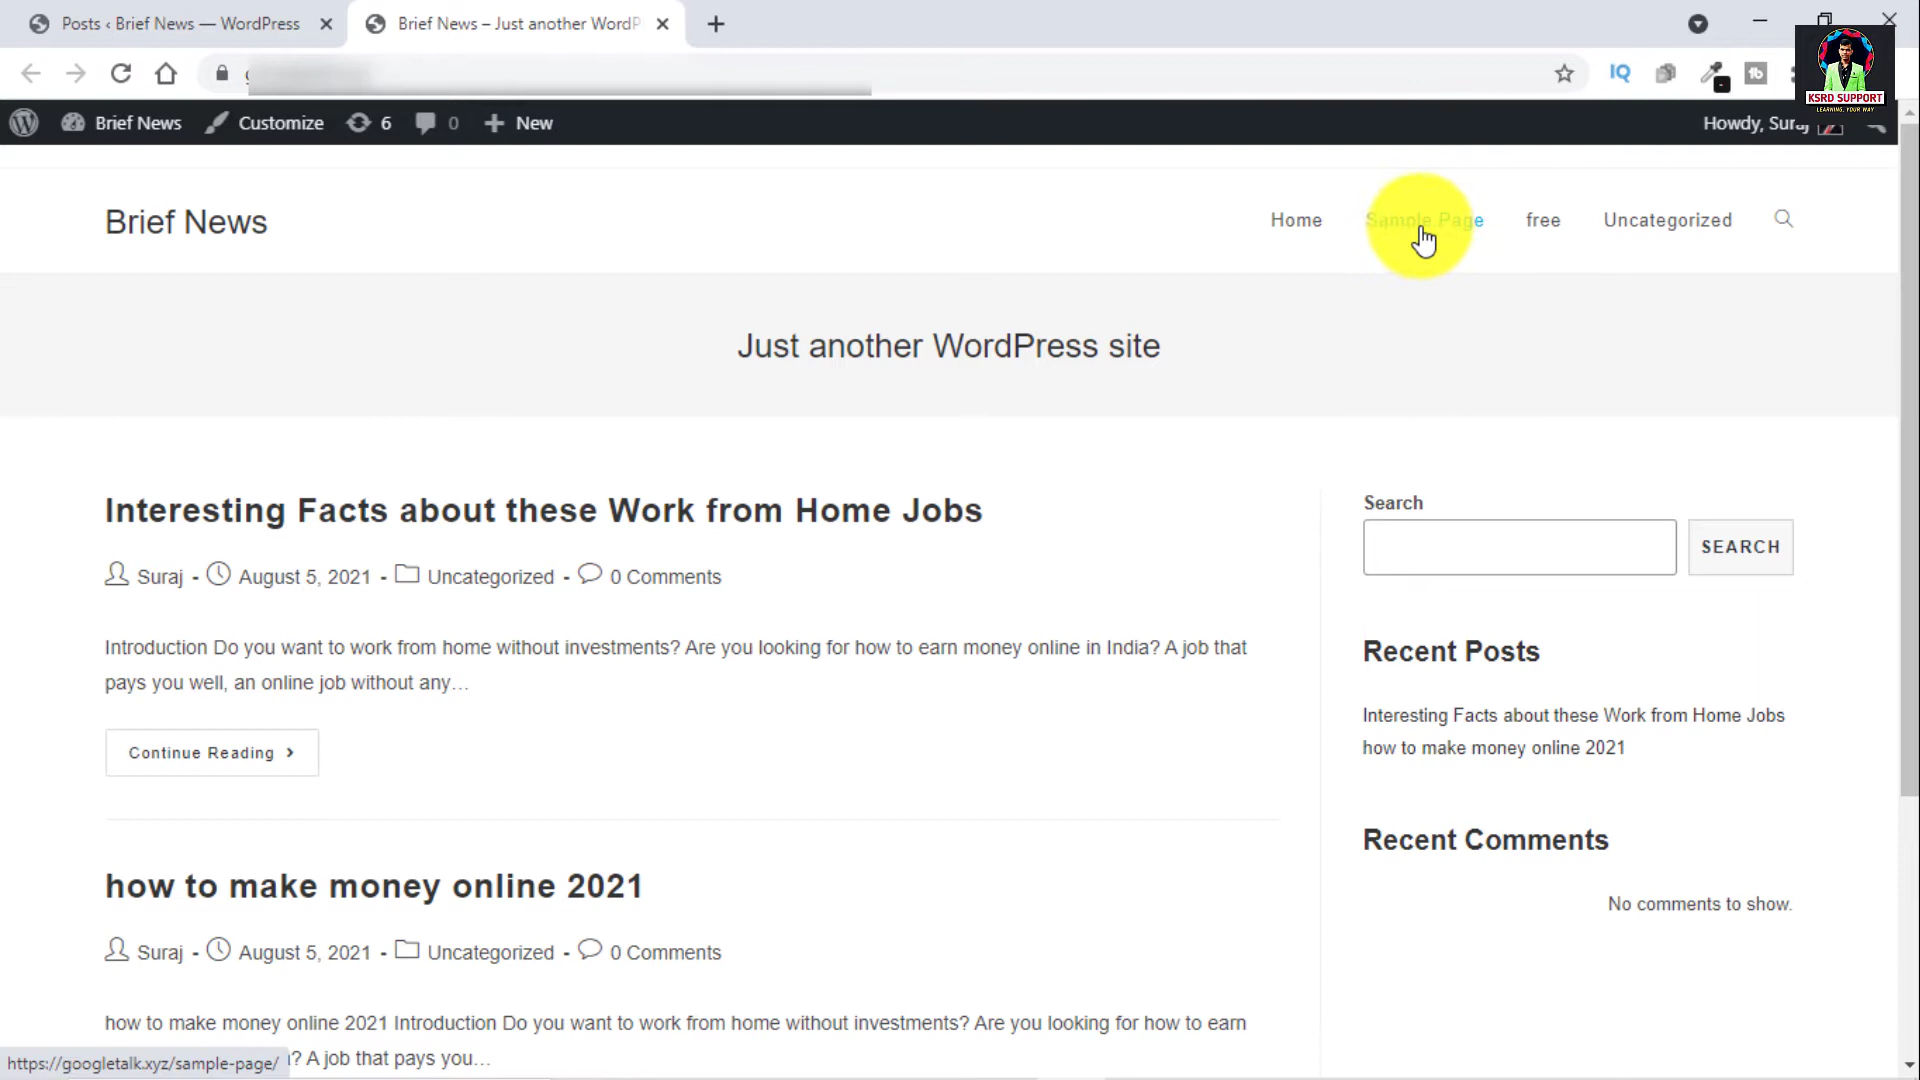 Posts ‹ Brief News — WordPress
Brief News – Just another WordP
IQ
KSRD SUPPORT
LEARNING, YOUR WAY
Brief News
Customize
6
0
New
Howdy, Suraj
Brief News
Home
Sample Page
free
Uncategorized
Just another WordPress site
Interesting Facts about these Work from Home Jobs
Suraj - August 5, 2021 - Uncategorized - 0 Comments
Introduction Do you want to work from home without investments? Are you looking for how to earn money online in India? A job that
pays you well, an online job without any…
Continue Reading
how to make money online 2021
Suraj - August 5, 2021 - Uncategorized - 0 Comments
how to make money online 2021 Introduction Do you want to work from home without investments? Are you looking for how to earn
? A job that pays you…
Search
SEARCH
Recent Posts
Interesting Facts about these Work from Home Jobs
how to make money online 2021
Recent Comments
No comments to show.
https://googletalk.xyz/sample-page/